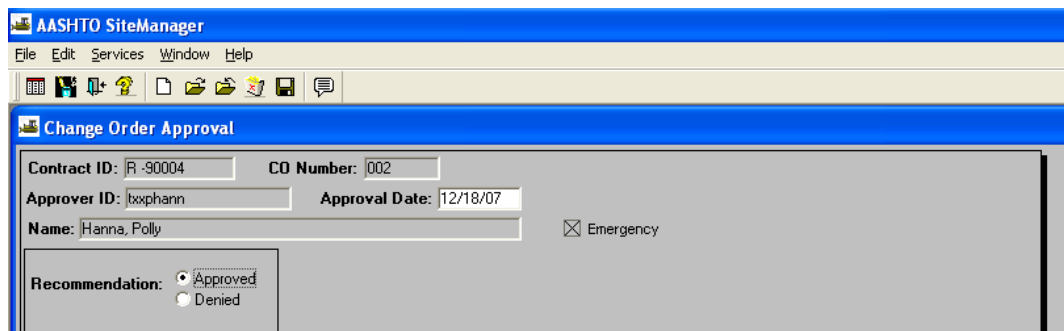 AASHTO SiteManager
File Edit Services Window Help
Change Order Approval
Contract ID: R -90004 CO Number: 002
Approver ID: txxphann Approval Date: 12/18/07
Name: Hanna, Polly Emergency
Recommendation: Approved
Denied